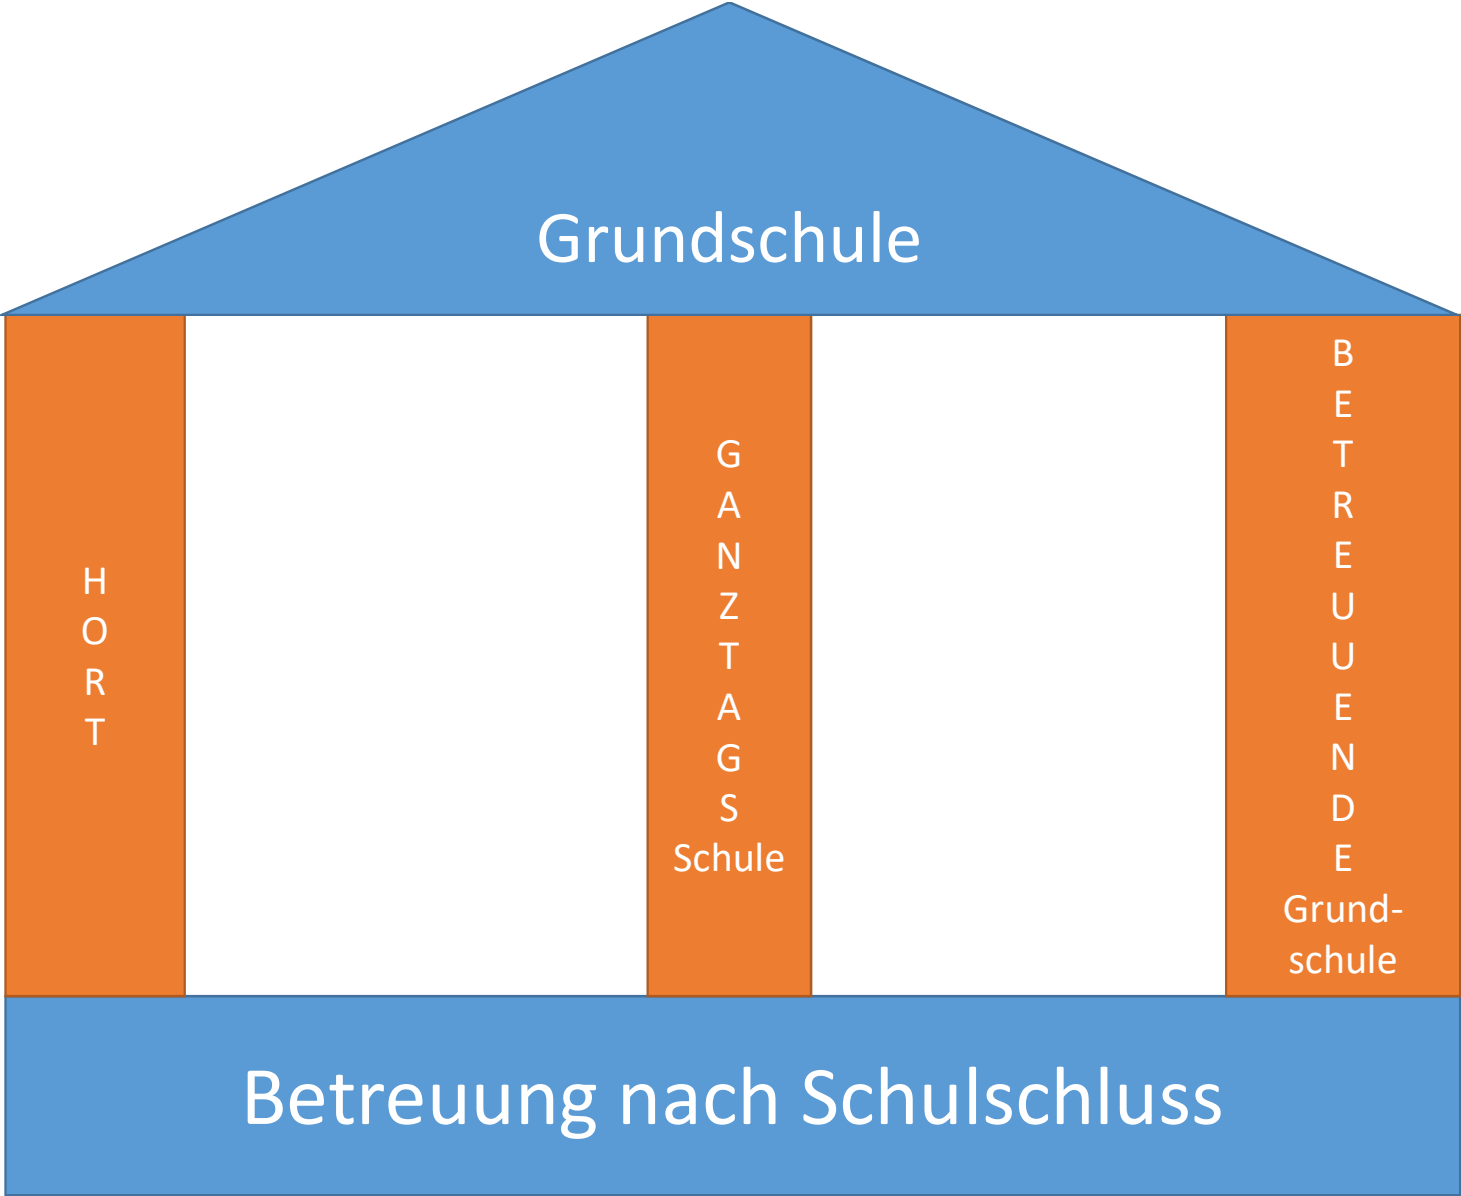 Grundschule
H
O
R
T
G
A
N
Z
T
A
G
S
Schule
B
E
T
R
E
U
U
E
N
D
E
Grund-
schule
Betreuung nach Schulschluss